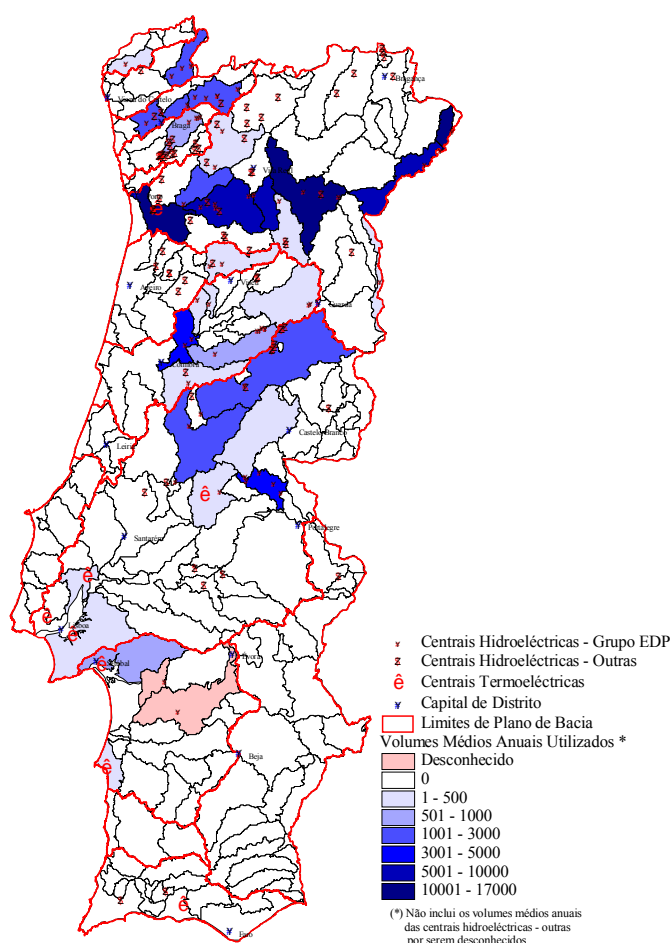 Bragança
Viana do Castelo
Braga
Porto
Aveiro
Viseu
Guarda
Coimbra
Castelo Branco
Leiria
Portalegre
Santarém
Lisboa
Setúbal
Évora
Beja
Faro
Centrais Hidroeléctricas - Grupo EDP
Centrais Hidroeléctricas - Outras
Centrais Termoeléctricas
Capital de Distrito
Limites de Plano de Bacia
Volumes Médios Anuais Utilizados *
Desconhecido
0
1 - 500
501 - 1000
1001 - 3000
3001 - 5000
5001 - 10000
10001 - 17000
(*) Não inclui os volumes médios anuais
das centrais hidroeléctricas - outras
por serem desconhecidos